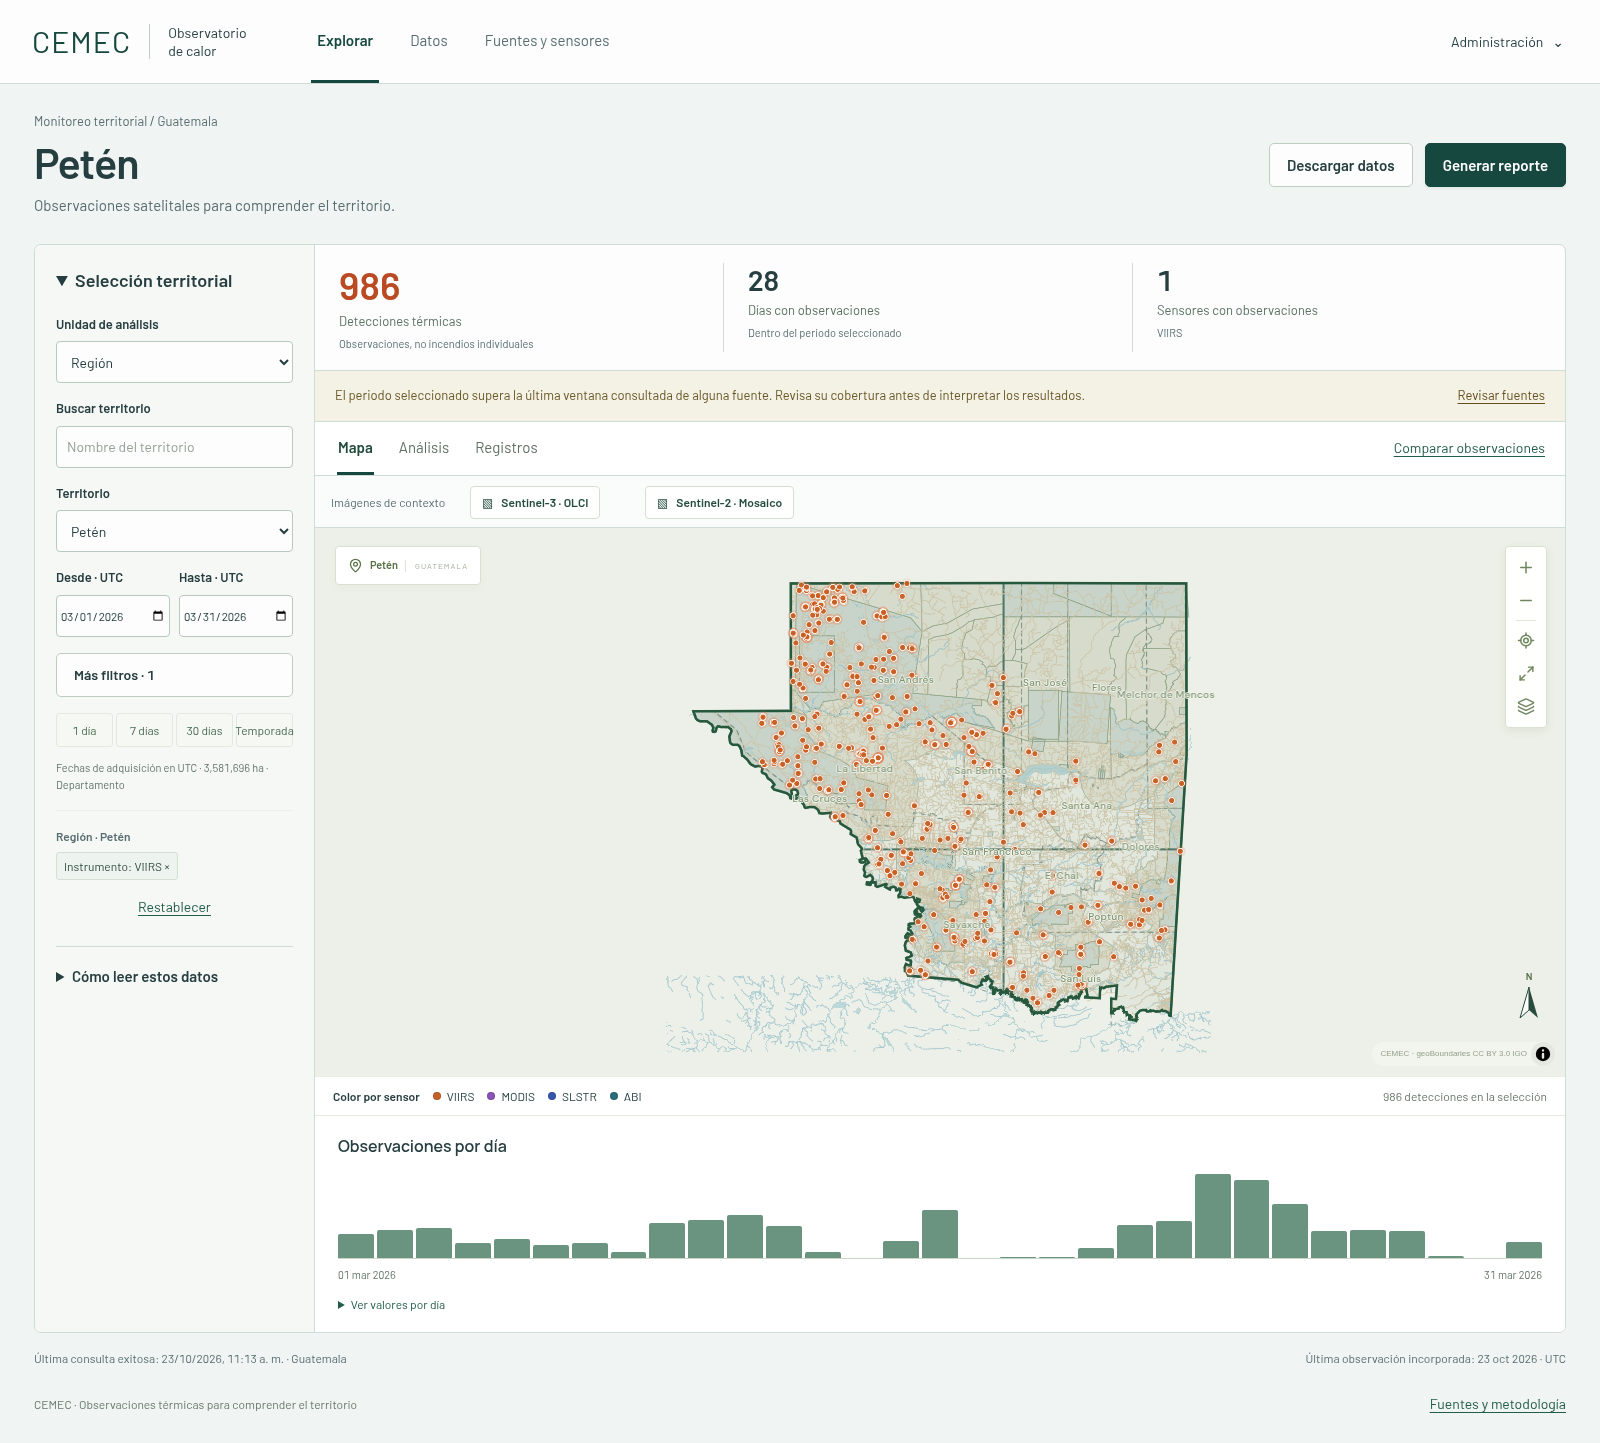 CEMEC
Observatorio
de calor
Explorar
Datos
Fuentes y sensores
Administración
Monitoreo territorial / Guatemala
Petén
Observaciones satelitales para comprender el territorio.
Descargar datos
Generar reporte
Selección territorial
Unidad de análisis
Región
Buscar territorio
Nombre del territorio
Territorio
Petén
Desde · UTC
Hasta · UTC
03/01/2026
03/31/2026
Más filtros · 1
1 día
7 días
30 días
Temporada
Fechas de adquisición en UTC · 3,581,696 ha ·
Departamento
Región · Petén
Instrumento: VIIRS ×
Restablecer
Cómo leer estos datos
986
Detecciones térmicas
Observaciones, no incendios individuales
28
Días con observaciones
Dentro del periodo seleccionado
1
Sensores con observaciones
VIIRS
El periodo seleccionado supera la última ventana consultada de alguna fuente. Revisa su cobertura antes de interpretar los resultados.
Revisar fuentes
Mapa
Análisis
Registros
Comparar observaciones
Imágenes de contexto
Sentinel-3 · OLCI
Sentinel-2 · Mosaico
Petén
GUATEMALA
San Andrés
San José
Flores
Melchor de Mencos
La Libertad
San Benito
Las Cruces
Santa Ana
San Francisco
Dolores
El Chal
Poptún
Sayaxché
San Luis
N
CEMEC · geoBoundaries CC BY 3.0 IGO
Color por sensor
VIIRS
MODIS
SLSTR
ABI
986 detecciones en la selección
Observaciones por día
01 mar 2026
31 mar 2026
Ver valores por día
Última consulta exitosa: 23/10/2026, 11:13 a. m. · Guatemala
Última observación incorporada: 23 oct 2026 · UTC
CEMEC · Observaciones térmicas para comprender el territorio
Fuentes y metodología